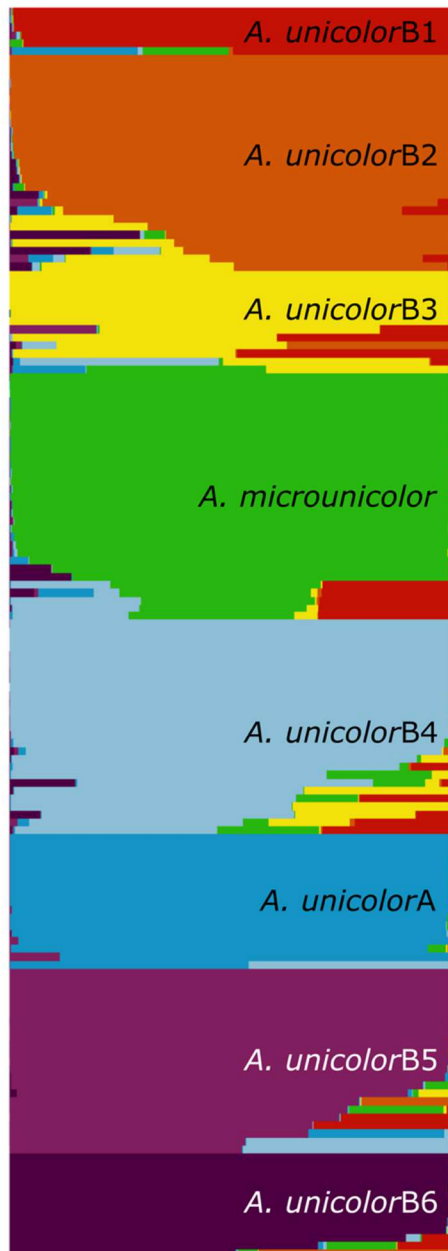 A. unicolorB1
A. unicolorB2
A. unicolorB3
A. microunicolor
A. unicolorB4
A. unicolorA
A. unicolorB5
A. unicolorB6